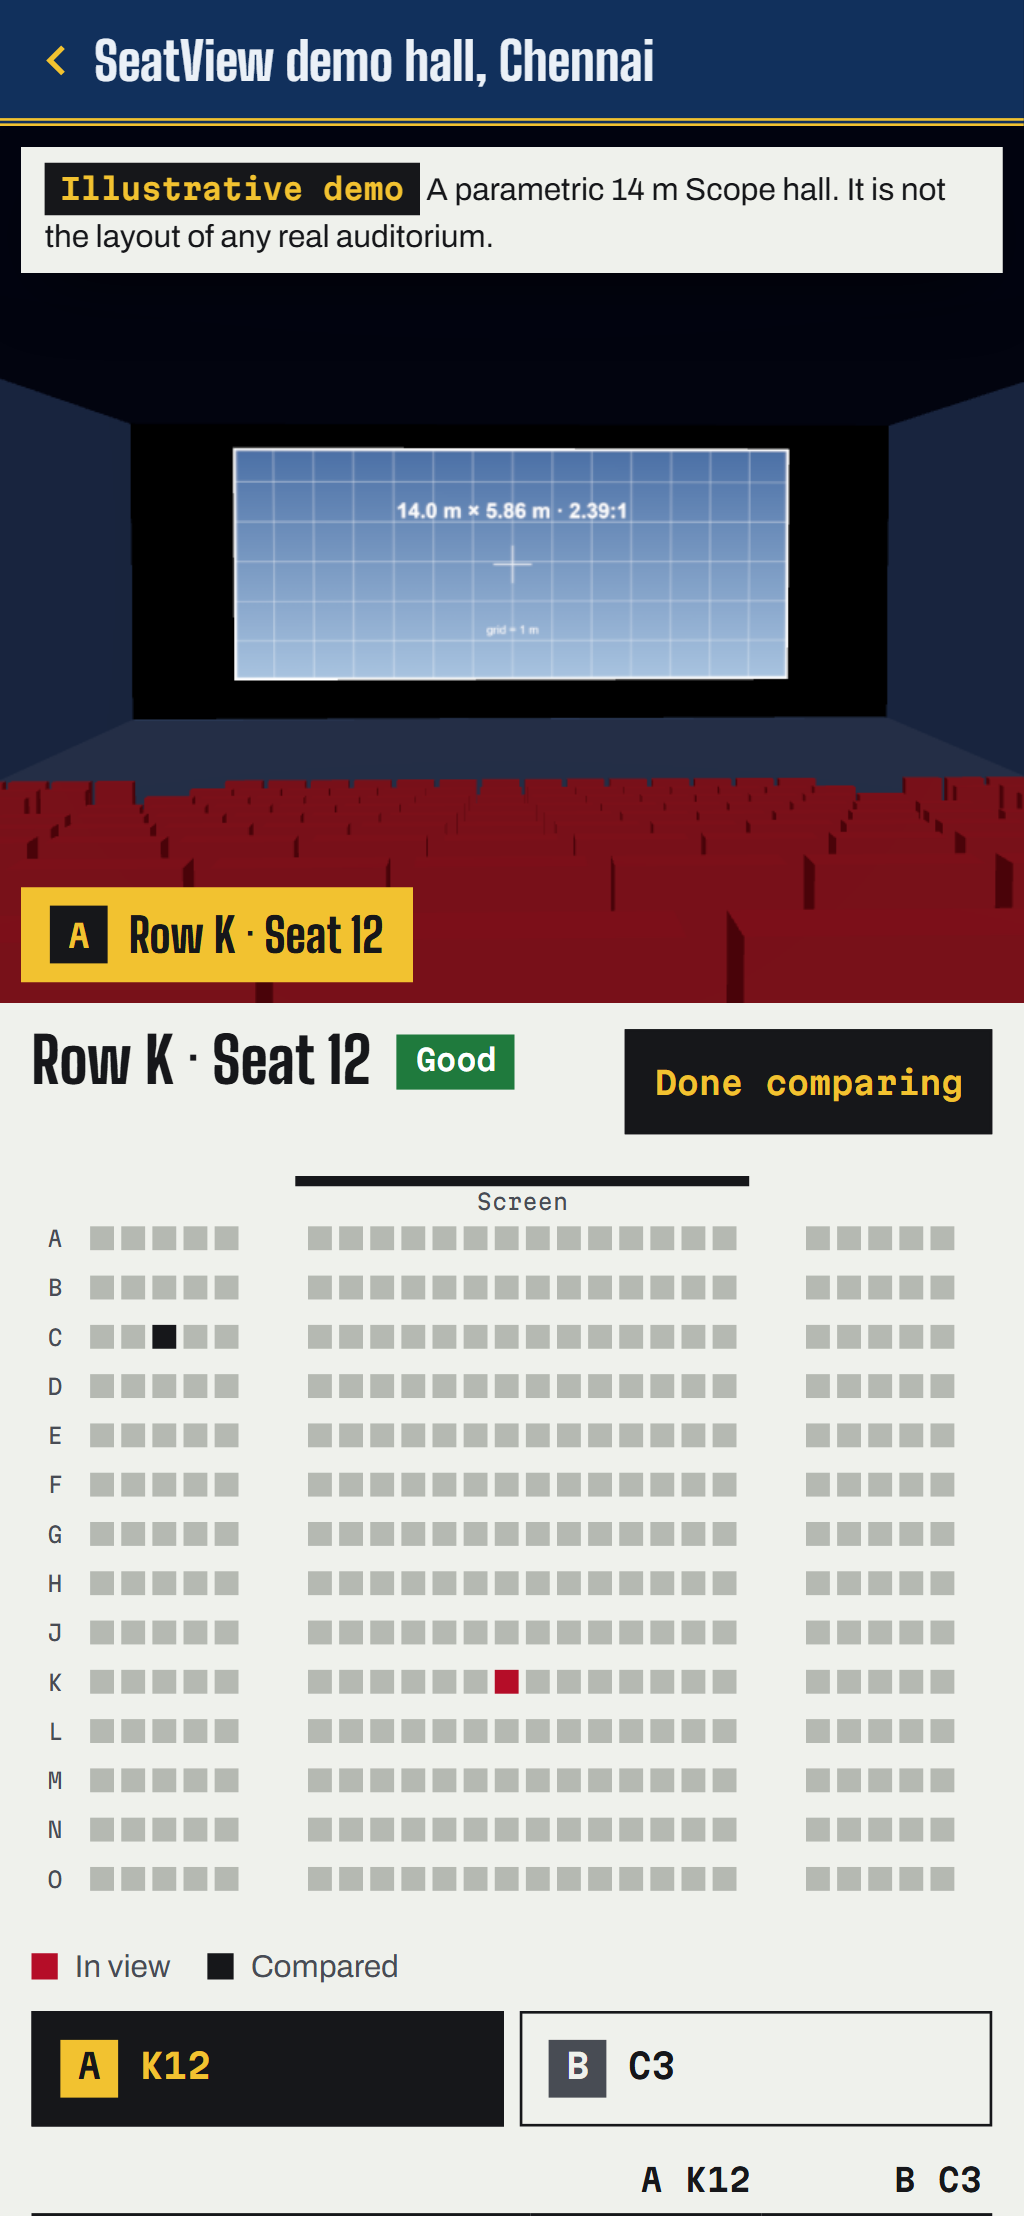 SeatView demo hall, Chennai
Illustrative demo A parametric 14 m Scope hall. It is not
the layout of any real auditorium.
14.0 m × 5.86 m · 2.39:1
grid = 1 m
A Row K · Seat 12
Row K · Seat 12 Good
Done comparing
Screen
A
B
C
D
E
F
G
H
J
K
L
M
N
O
In view Compared
A K12
B C3
A K12 B C3